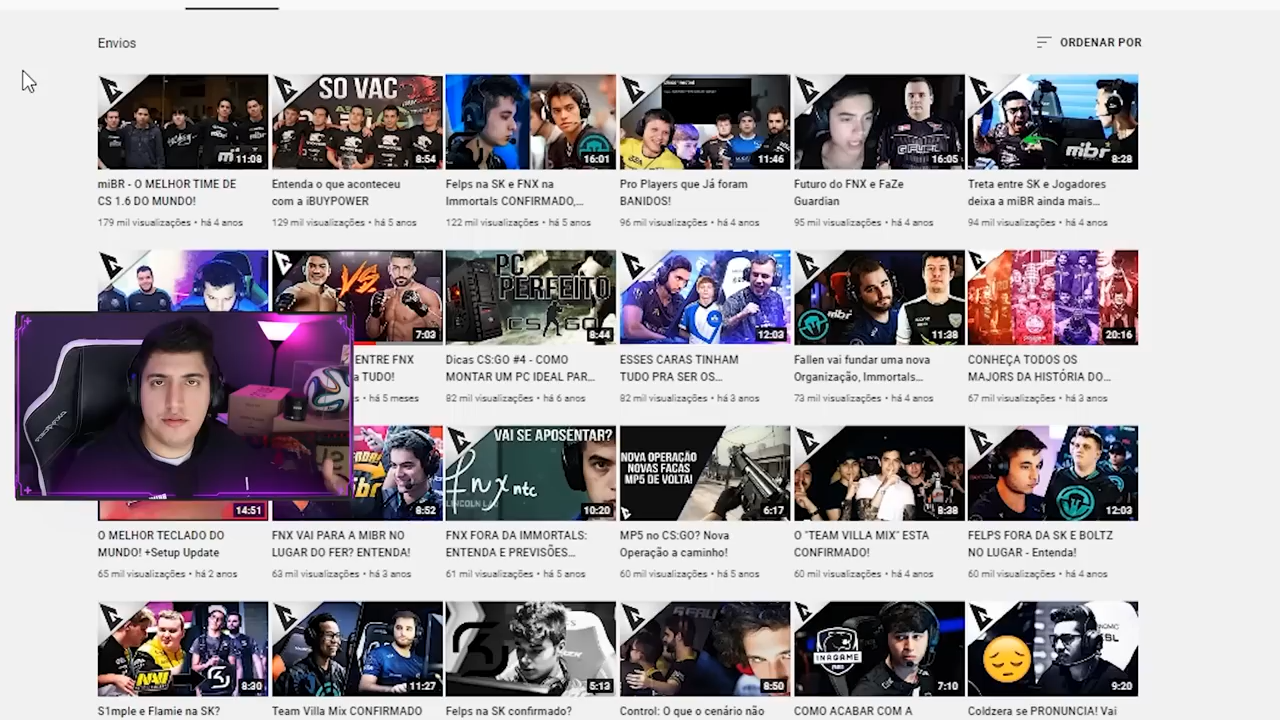 Envios
ORDENAR POR
mi
11:08
SO VAC
8:54
16:01
11:46
16:05
mibr
8:28
miBR - O MELHOR TIME DE
CS 1.6 DO MUNDO!
179 mil visualizações • há 4 anos
Entenda o que aconteceu
com a iBUYPOWER
129 mil visualizações • há 5 anos
Felps na SK e FNX na
Immortals CONFIRMADO,...
122 mil visualizações • há 5 anos
Pro Players que Já foram
BANIDOS!
96 mil visualizações • há 4 anos
Futuro do FNX e FaZe
Guardian
95 mil visualizações • há 4 anos
Treta entre SK e Jogadores
deixa a miBR ainda mais...
94 mil visualizações • há 4 anos
VS
7:03
PC
PERFEITO
CS:GO
8:44
12:03
mibr
11:38
20:16
ENTRE FNX
a TUDO!
• há 5 meses
Dicas CS:GO #4 - COMO
MONTAR UM PC IDEAL PAR...
82 mil visualizações • há 6 anos
ESSES CARAS TINHAM
TUDO PRA SER OS...
82 mil visualizações • há 3 anos
Fallen vai fundar uma nova
Organização, Immortals...
73 mil visualizações • há 4 anos
CONHEÇA TODOS OS
MAJORS DA HISTÓRIA DO...
67 mil visualizações • há 3 anos
14:51
8:52
VAI SE APOSENTAR?
fnx ntc
10:20
NOVA OPERAÇÃO
NOVAS FACAS
MP5 DE VOLTA!
6:17
8:38
12:03
O MELHOR TECLADO DO
MUNDO! +Setup Update
65 mil visualizações • há 2 anos
FNX VAI PARA A MIBR NO
LUGAR DO FER? ENTENDA!
63 mil visualizações • há 3 anos
FNX FORA DA IMMORTALS:
ENTENDA E PREVISÕES...
61 mil visualizações • há 5 anos
MP5 no CS:GO? Nova
Operação a caminho!
60 mil visualizações • há 5 anos
O "TEAM VILLA MIX" ESTA
CONFIRMADO!
60 mil visualizações • há 4 anos
FELPS FORA DA SK E BOLTZ
NO LUGAR - Entenda!
60 mil visualizações • há 4 anos
NAVI
SK
8:30
11:27
SK
5:13
8:50
INAGAME
7:10
9:20
S1mple e Flamie na SK?
Team Villa Mix CONFIRMADO
Felps na SK confirmado?
Control: O que o cenário não
COMO ACABAR COM A
Coldzera se PRONUNCIA! Vai